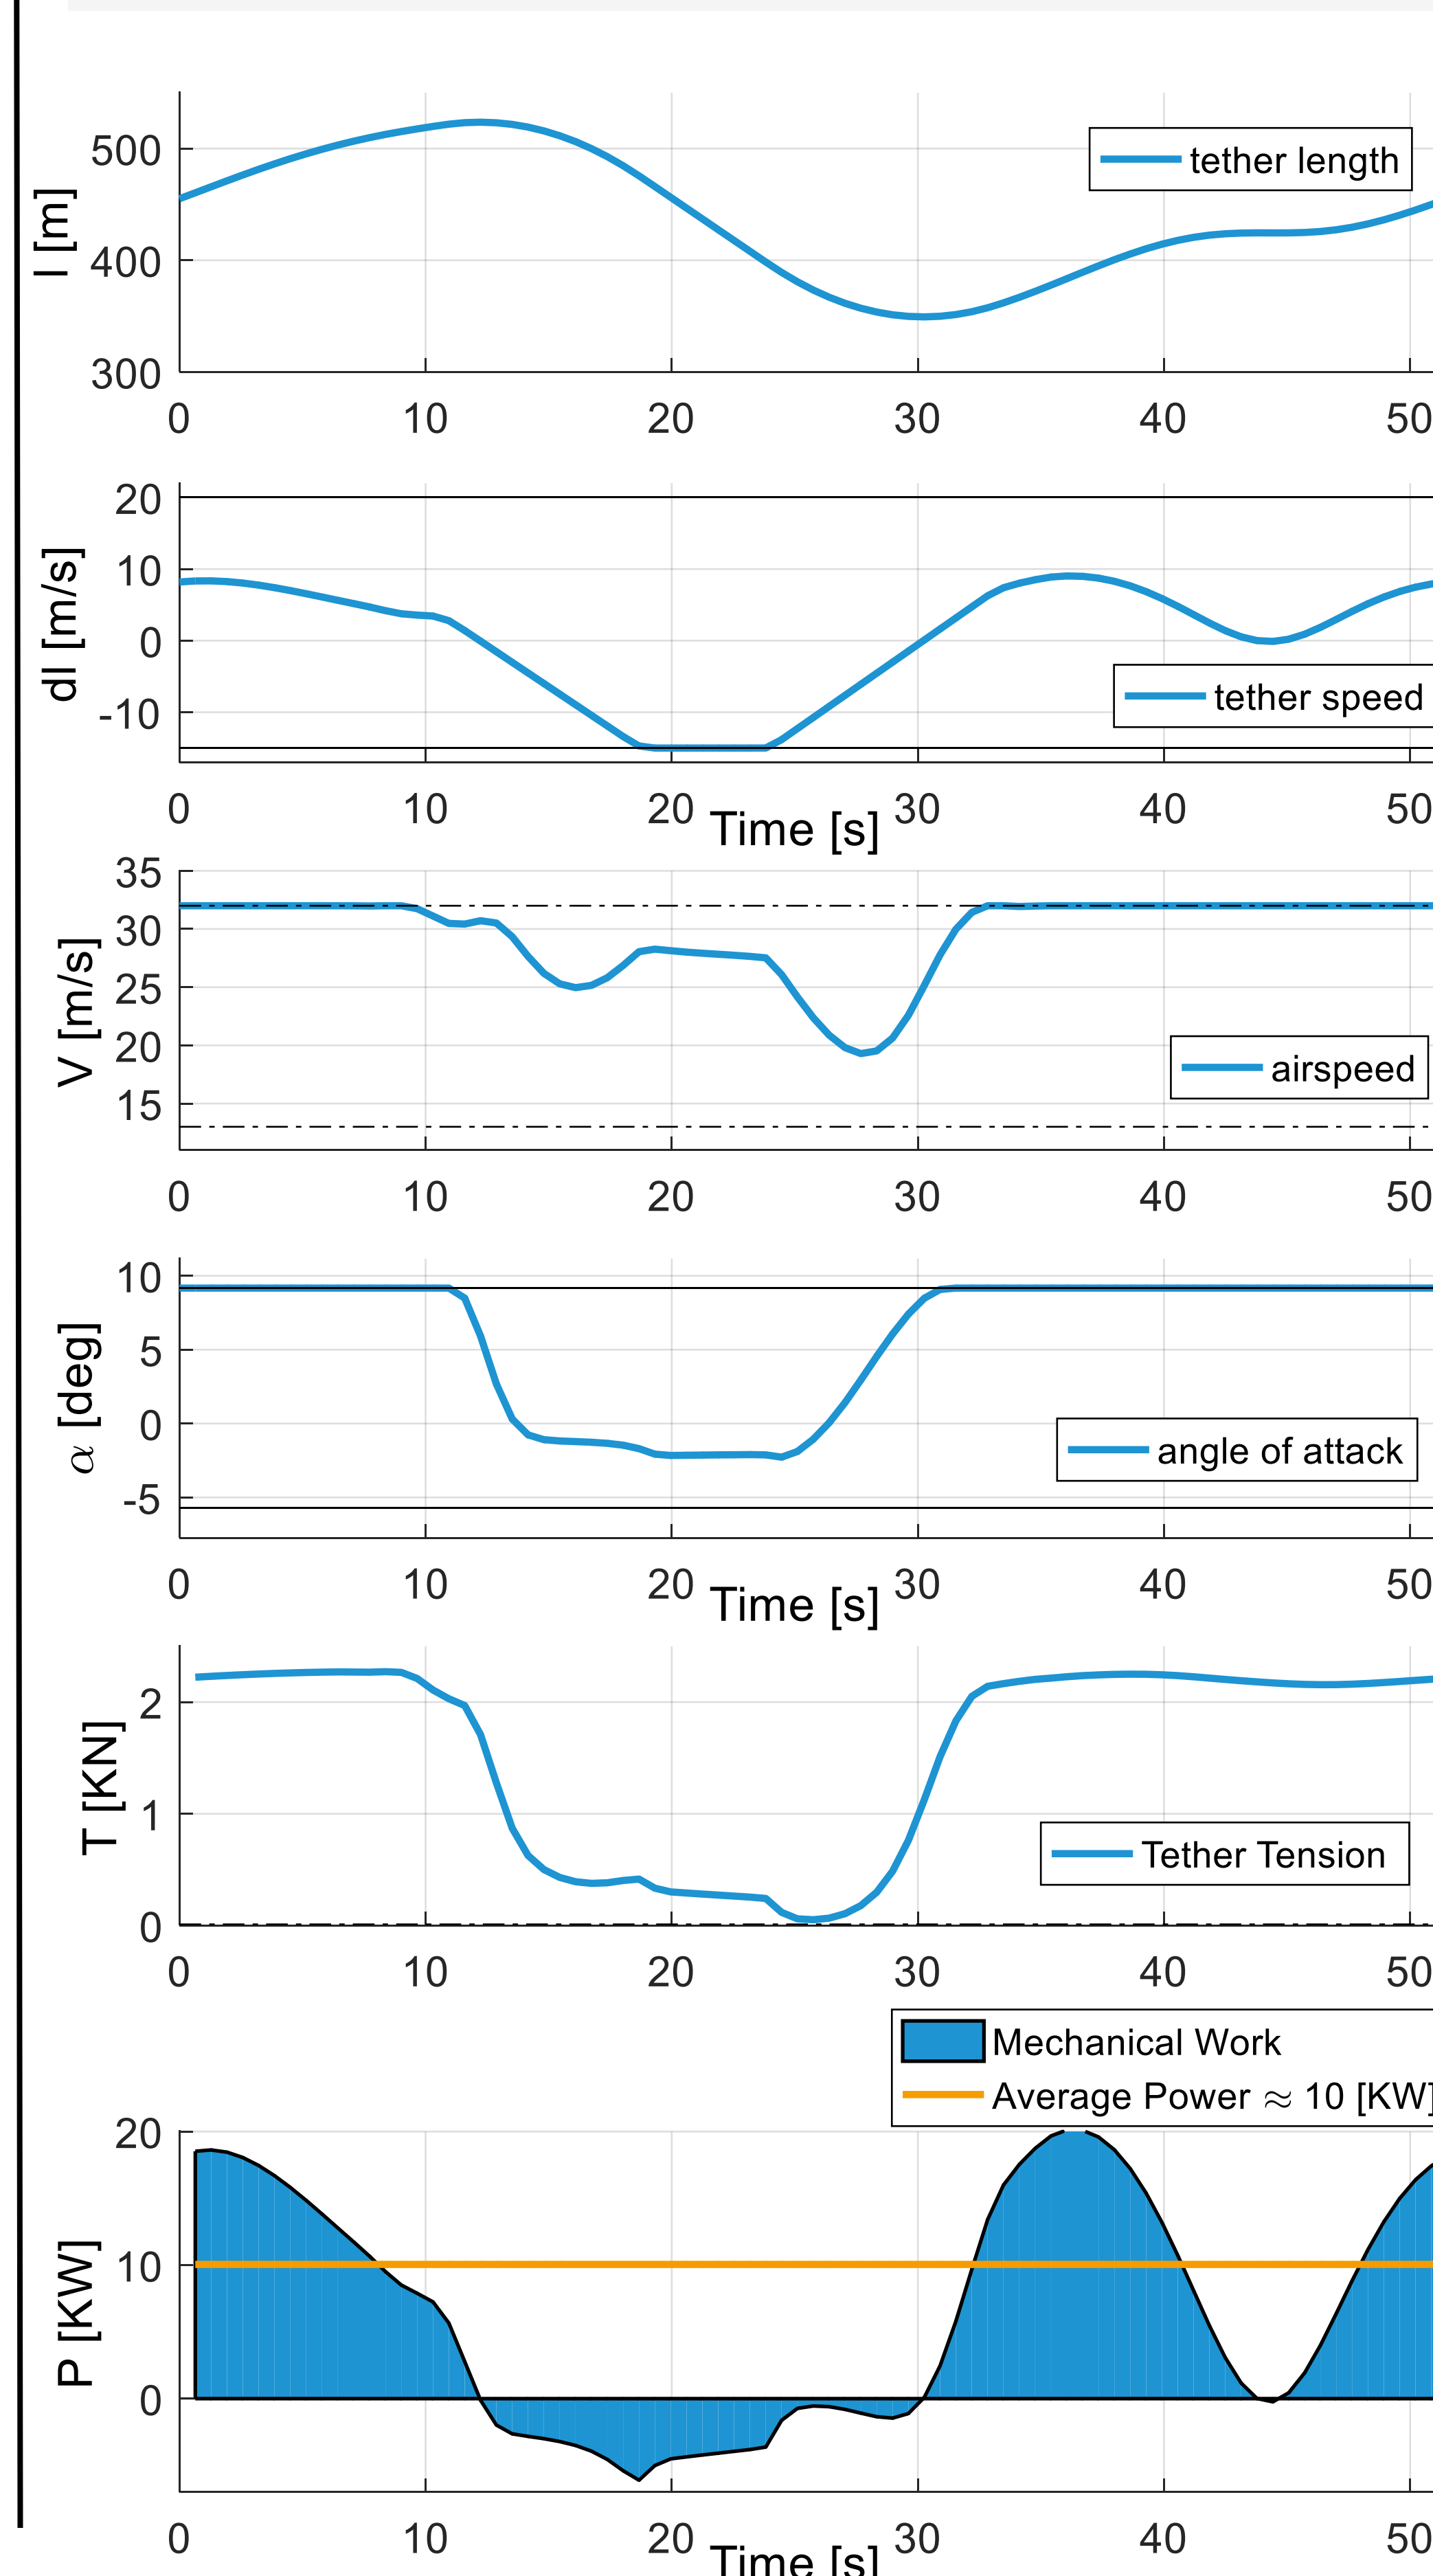 500
400
300
l [m]
tether length
0 10 20 30 40 50
20
10
0
-10
dl [m/s]
tether speed
0 10 20 30 40 50
Time [s]
35
30
25
20
15
V [m/s]
airspeed
0 10 20 30 40 50
10
5
0
-5
α [deg]
angle of attack
0 10 20 30 40 50
Time [s]
2
1
0
T [KN]
Tether Tension
0 10 20 30 40 50
Mechanical Work
Average Power ≈ 10 [KW]
20
10
0
P [KW]
0 10 20 30 40 50
Time [s]